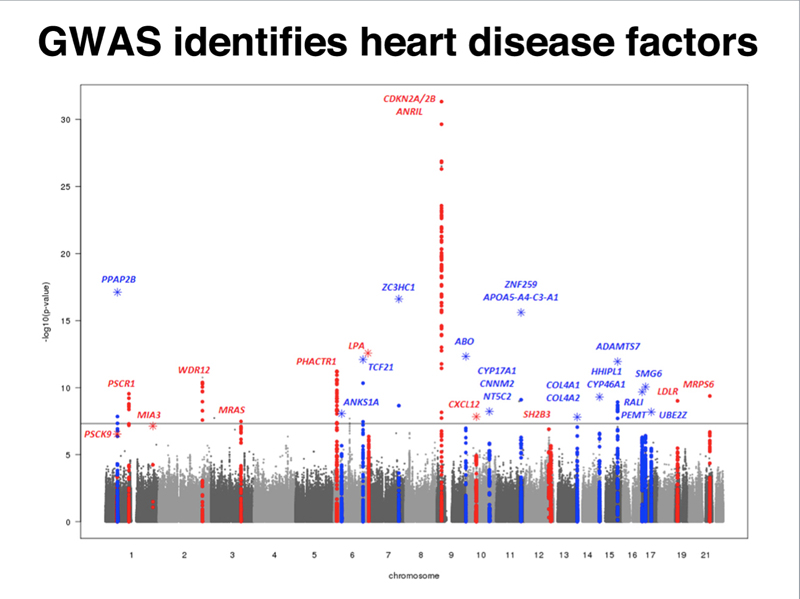 GWAS identifies heart disease factors
CDKN2A/2B
ANRIL
PPAP2B
ZC3HC1
ZNF259
APOA5-A4-C3-A1
LPA
TCF21
ABO
ADAMTS7
PHACTR1
WDR12
PSCR1
MIA3
MRAS
PSCK9
ANKS1A
CXCL12
CYP17A1
CNNM2
NT5C2
SH2B3
COL4A1
COL4A2
HHIPL1
CYP46A1
SMG6
RALI
PEMT
UBE2Z
LDLR
MRPS6
-log10(p-value)
30
25
20
15
10
5
0
1 2 3 4 5 6 7 8 9 10 11 12 13 14 15 16 17 19 21
chromosome